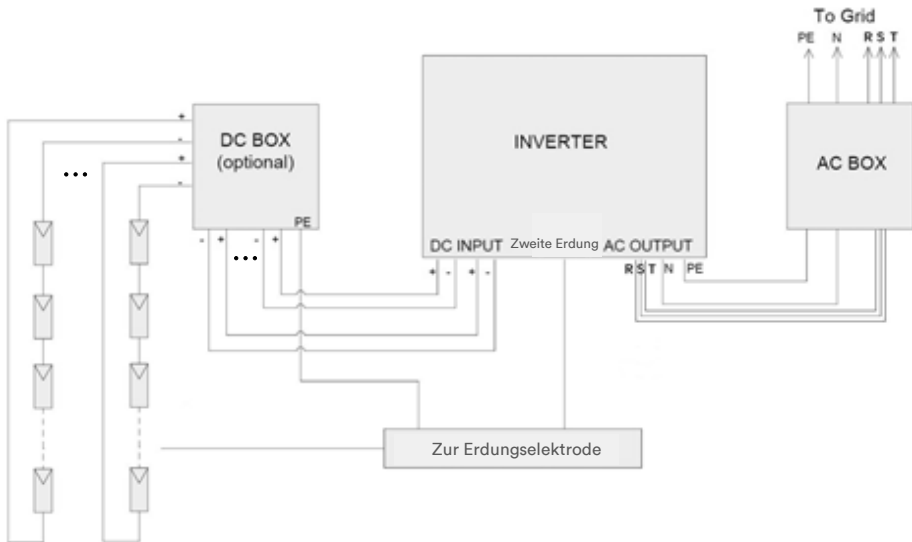 To Grid
PE N R S T
+
-
+
-
...
DC BOX
(optional)
PE
- + ... - +
INVERTER
DC INPUT Zweite Erdung AC OUTPUT
+ - + -
R S T N PE
AC BOX
Zur Erdungselektrode